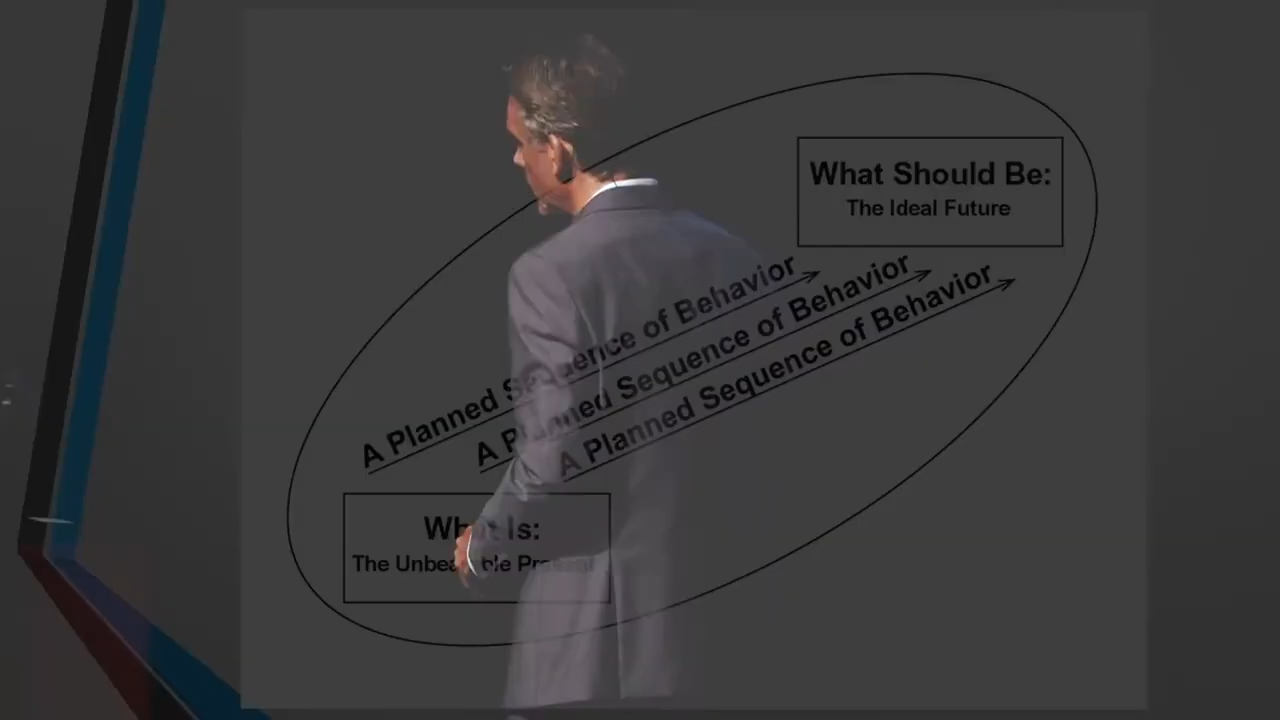 What Should Be:
The Ideal Future
A Planned Sequence of Behavior
A Planned Sequence of Behavior
A Planned Sequence of Behavior
What Is:
The Unbearable Present